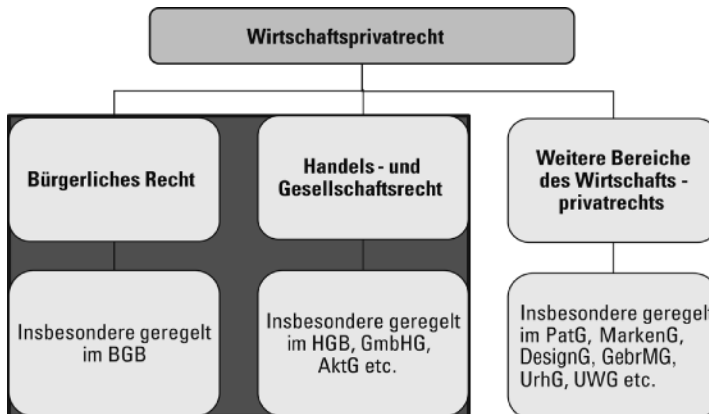 Wirtschaftsprivatrecht
Bürgerliches Recht
Handels - und
Gesellschaftsrecht
Weitere Bereiche
des Wirtschafts -
privatrechts
Insbesondere geregelt
im BGB
Insbesondere geregelt
im HGB, GmbHG,
AktG etc.
Insbesondere geregelt
im PatG, MarkenG,
DesignG, GebrMG,
UrhG, UWG etc.